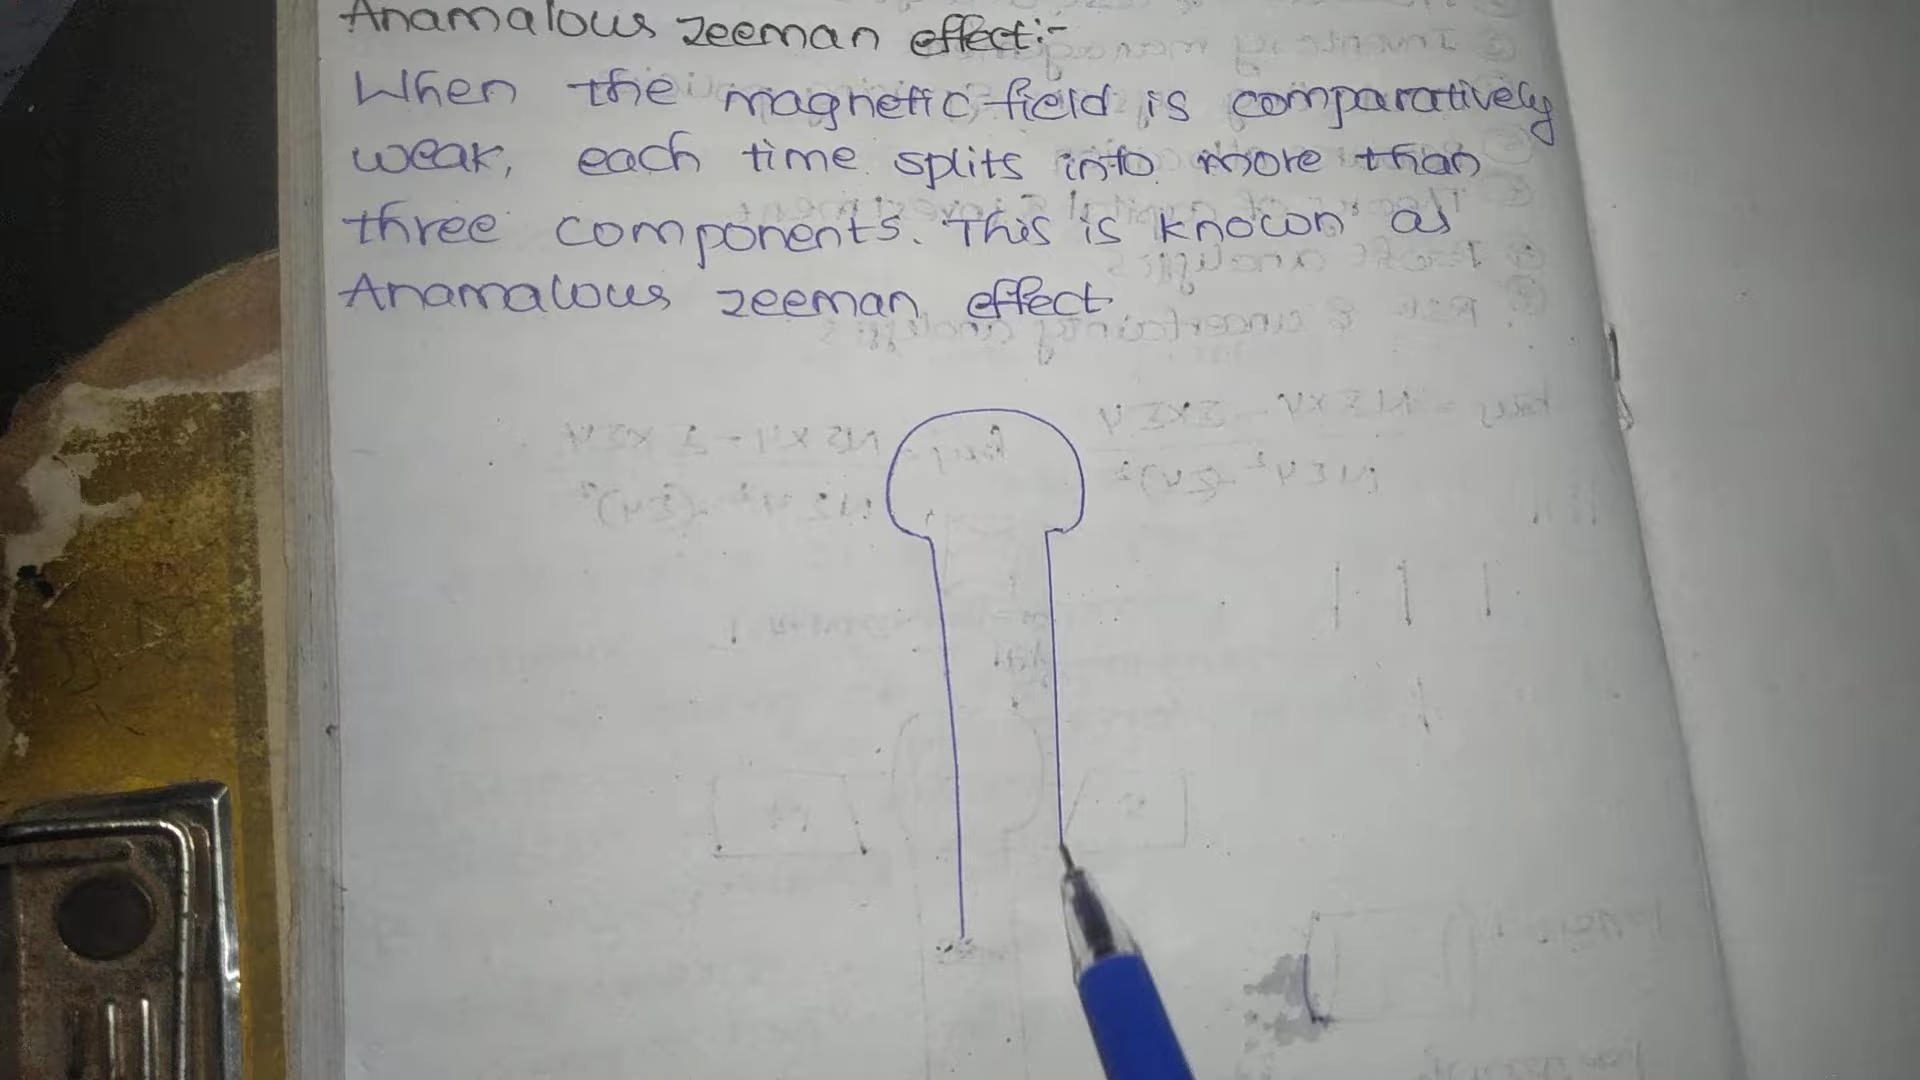 Anamalous zeeman effect:-
When the magnetic field is comparatively
weak, each time splits into more than
three components. This is known as
Anamalous zeeman effect